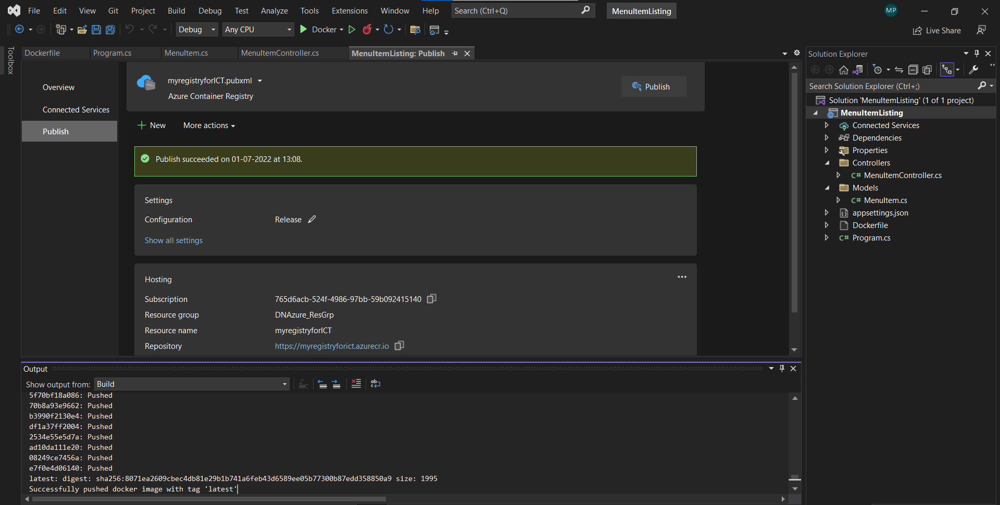 File Edit View Git Project Build Debug Test Analyze Tools Extensions Window Help Search (Ctrl+Q) MenuItemListing MP
Debug Any CPU Docker Live Share
Toolbox
Dockerfile Program.cs MenuItem.cs MenuItemController.cs MenuItemListing: Publish
Overview
Connected Services
Publish
myregistryforICT.pubxml
Azure Container Registry
Publish
New More actions
Publish succeeded on 01-07-2022 at 13:08.
Settings
Configuration Release
Show all settings
Hosting
Subscription 765d6acb-524f-4986-97bb-59b092415140
Resource group DNAzure_ResGrp
Resource name myregistryforICT
Repository https://myregistryforict.azurecr.io
Output
Show output from: Build
5f70bf18a086: Pushed
70b8a93e9662: Pushed
b3990f2130e4: Pushed
df1a37ff2004: Pushed
2534e55e5d7a: Pushed
ad10da111e20: Pushed
08249ce7456a: Pushed
e7f0e4d06140: Pushed
latest: digest: sha256:8071ea2609cbec4db81e29b1b741a6feb43d6589ee05b77300b87edd358850a9 size: 1995
Successfully pushed docker image with tag 'latest'
Solution Explorer
Search Solution Explorer (Ctrl+;)
Solution 'MenuItemListing' (1 of 1 project)
MenuItemListing
Connected Services
Dependencies
Properties
Controllers
C# MenuItemController.cs
Models
C# MenuItem.cs
appsettings.json
Dockerfile
C# Program.cs